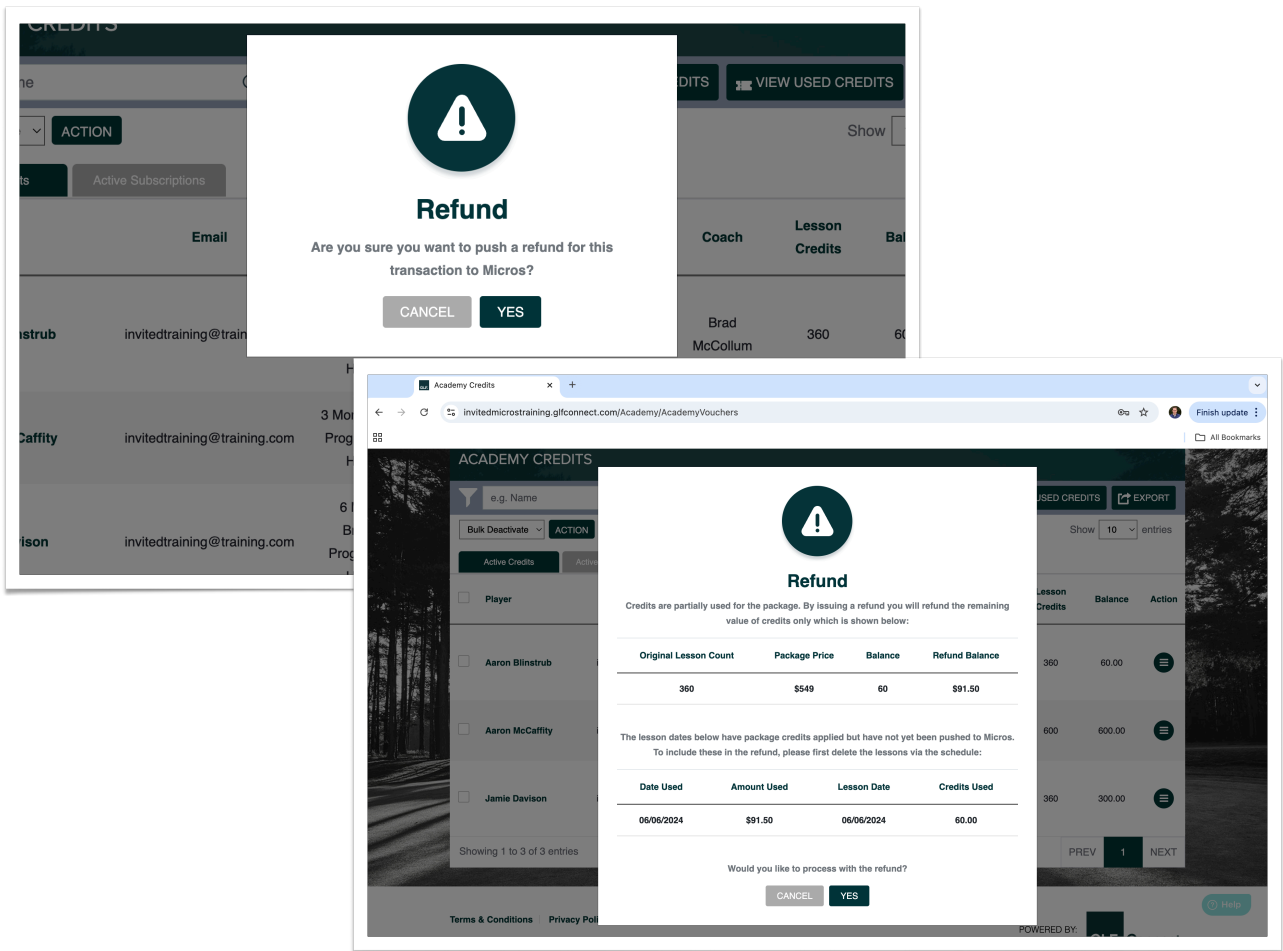 CREDITS
VIEW USED CREDITS
ACTION
Show
Active Subscriptions
Email
Coach
Lesson
Credits
Refund
Are you sure you want to push a refund for this
transaction to Micros?
CANCEL YES
invitedtraining@train
Brad
McCollum
360
3 Mo
invitedtraining@training.com
6
invitedtraining@training.com
Academy Credits
invitedmicrostraining.glfconnect.com/Academy/AcademyVouchers
Finish update
All Bookmarks
ACADEMY CREDITS
e.g. Name
USED CREDITS
EXPORT
Bulk Deactivate
ACTION
Show 10 entries
Active Credits
Active
Player
Lesson
Credits
Balance
Action
Aaron Blinstrub
360
60.00
Aaron McCaffity
600
600.00
Jamie Davison
360
300.00
Showing 1 to 3 of 3 entries
PREV 1 NEXT
Refund
Credits are partially used for the package. By issuing a refund you will refund the remaining
value of credits only which is shown below:
Original Lesson Count Package Price Balance Refund Balance
360 $549 60 $91.50
The lesson dates below have package credits applied but have not yet been pushed to Micros.
To include these in the refund, please first delete the lessons via the schedule:
Date Used Amount Used Lesson Date Credits Used
06/06/2024 $91.50 06/06/2024 60.00
Would you like to process with the refund?
CANCEL YES
Help
Terms & Conditions
Privacy Poli
POWERED BY: